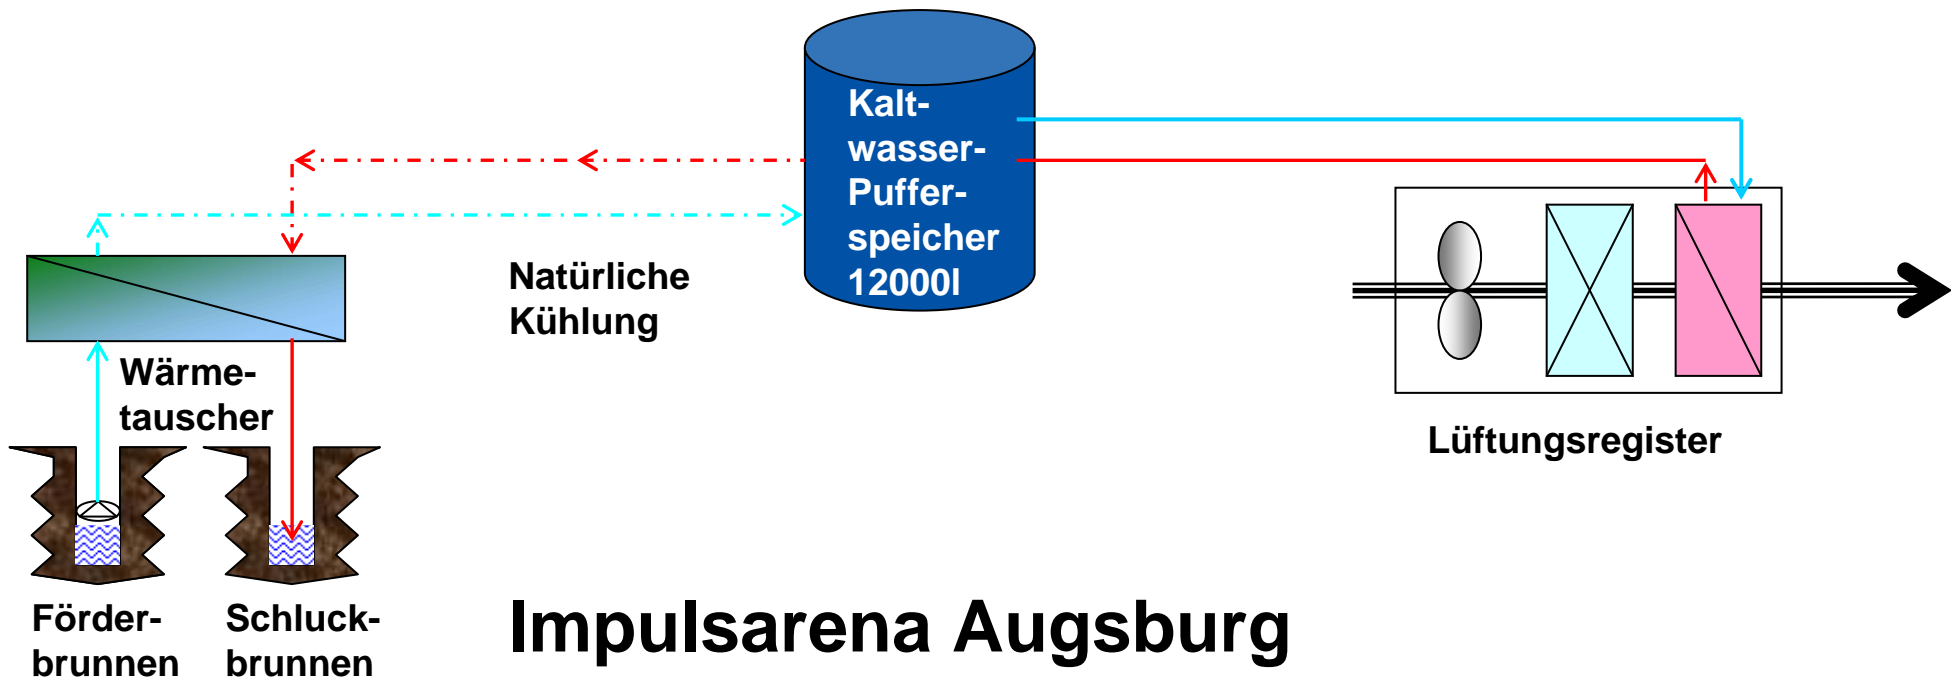 Kalt-
wasser-
Puffer-
speicher
12000l
Natürliche
Kühlung
Wärme-
tauscher
Lüftungsregister
Förder-
brunnen
Schluck-
brunnen
Impulsarena Augsburg